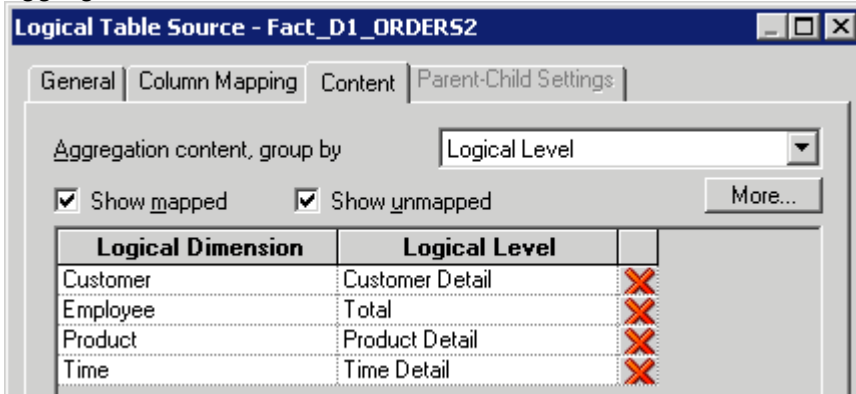 Logical Table Source - Fact_D1_ORDERS2
General Column Mapping Content Parent-Child Settings
Aggregation content, group by Logical Level
Show mapped Show unmapped More...
Logical Dimension Logical Level
Customer Customer Detail
Employee Total
Product Product Detail
Time Time Detail